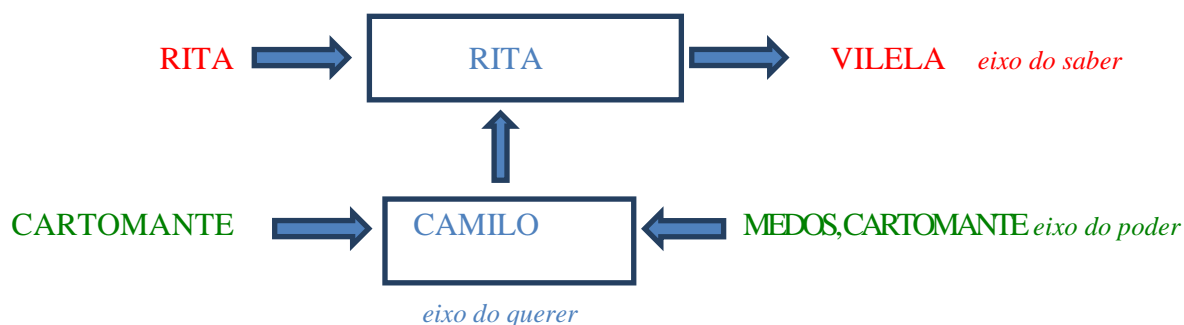 RITA RITA VILELA eixo do saber
CARTOMANTE CAMILO MEDOS,CARTOMANTE eixo do poder
eixo do querer